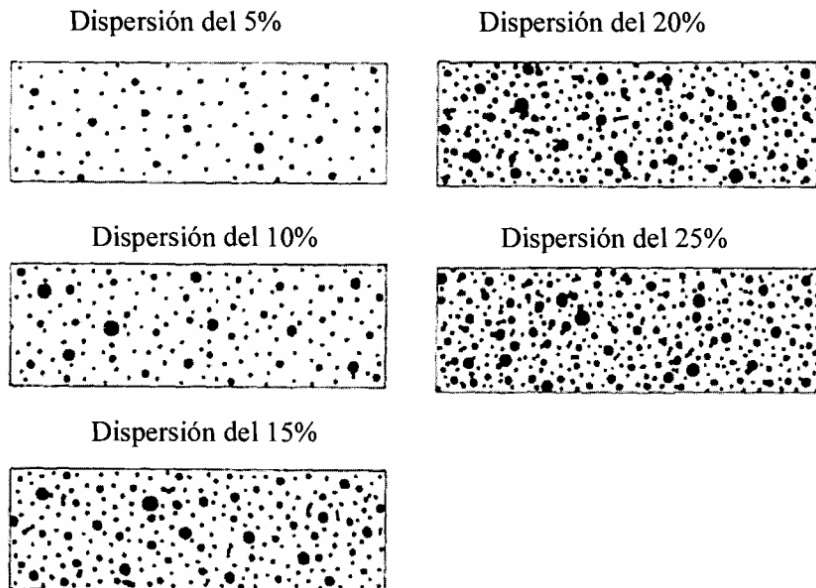 Dispersión del 5%
Dispersión del 20%
Dispersión del 10%
Dispersión del 25%
Dispersión del 15%